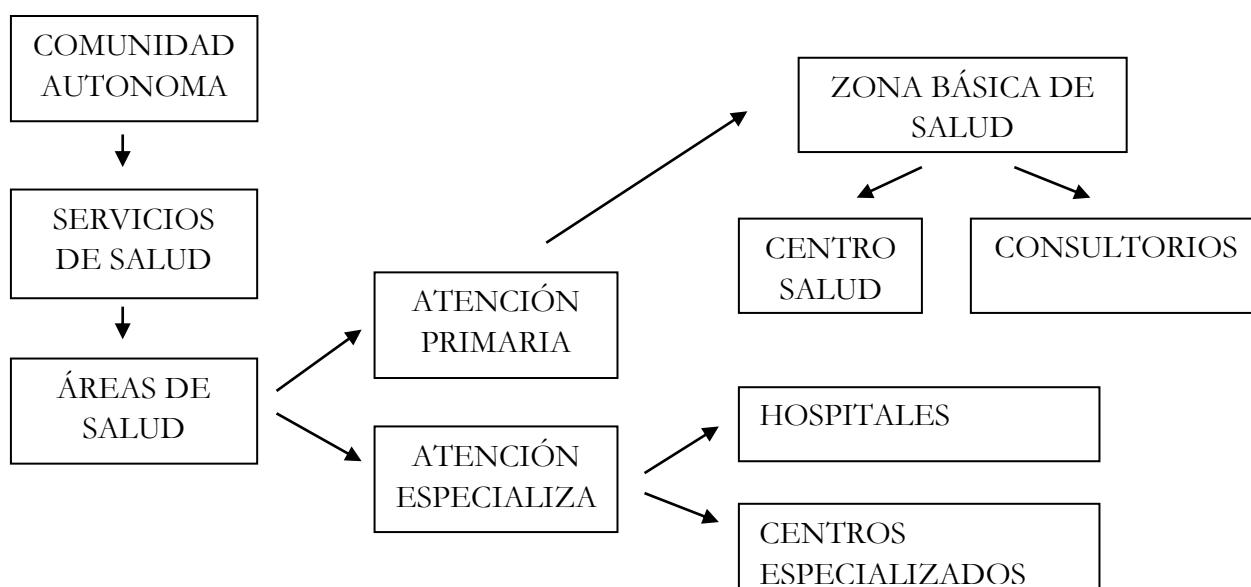 COMUNIDAD
AUTONOMA
SERVICIOS
DE SALUD
ÁREAS DE
SALUD
ATENCIÓN
PRIMARIA
ATENCIÓN
ESPECIALIZA
ZONA BÁSICA DE
SALUD
CENTRO
SALUD
CONSULTORIOS
HOSPITALES
CENTROS
ESPECIALIZADOS